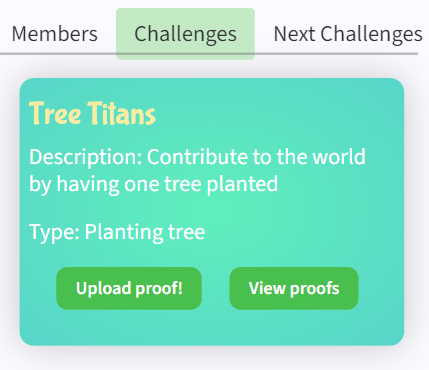 Members Challenges Next Challenges
Tree Titans
Description: Contribute to the world
by having one tree planted
Type: Planting tree
Upload proof! View proofs